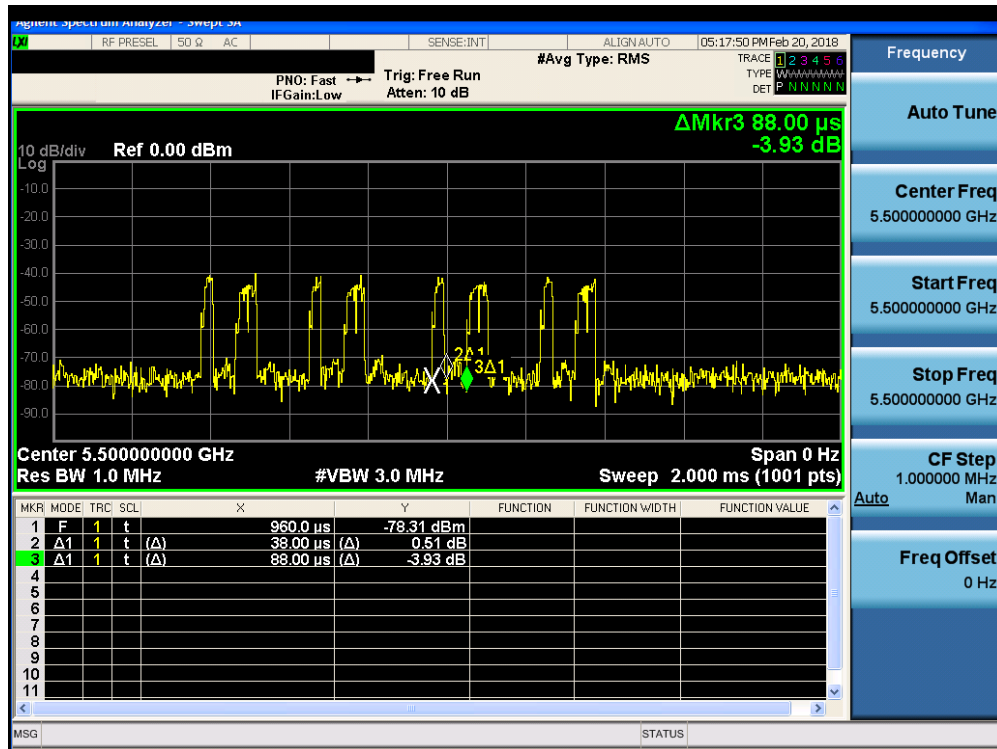 Agilent Spectrum Analyzer - Swept SA
LXI RF PRESEL 50 Ω AC SENSE:INT ALIGN AUTO 05:17:50 PM Feb 20, 2018
#Avg Type: RMS
TRACE 1 2 3 4 5 6
PNO: Fast Trig: Free Run
TYPE WWWWWW
IFGain:Low Atten: 10 dB
DET P N N N N N
ΔMkr3 88.00 µs
-3.93 dB
10 dB/div Ref 0.00 dBm
Log
-10.0
-20.0
-30.0
-40.0
-50.0
-60.0
-70.0
-80.0
-90.0
2Δ1
3Δ1
Center 5.500000000 GHz Span 0 Hz
Res BW 1.0 MHz #VBW 3.0 MHz Sweep 2.000 ms (1001 pts)
MKR MODE TRC SCL X Y FUNCTION FUNCTION WIDTH FUNCTION VALUE
1 F 1 t 960.0 µs -78.31 dBm
2 Δ1 1 t (Δ) 38.00 µs (Δ) 0.51 dB
3 Δ1 1 t (Δ) 88.00 µs (Δ) -3.93 dB
4
5
6
7
8
9
10
11
MSG STATUS
Frequency
Auto Tune
Center Freq
5.500000000 GHz
Start Freq
5.500000000 GHz
Stop Freq
5.500000000 GHz
CF Step
1.000000 MHz
Auto Man
Freq Offset
0 Hz